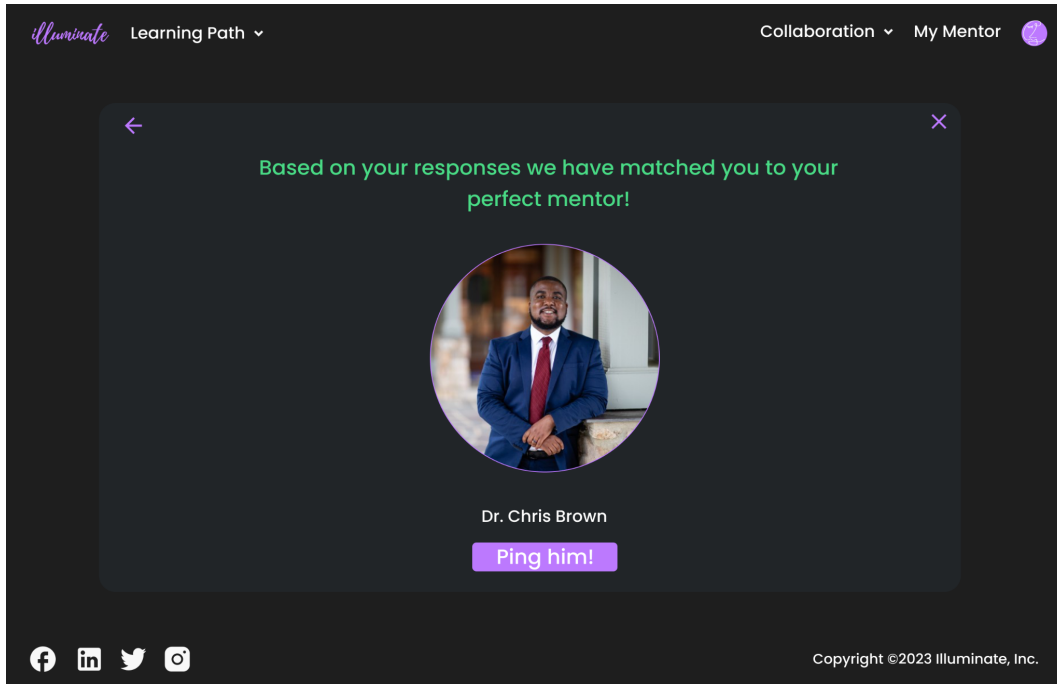 illuminate Learning Path Collaboration My Mentor
Based on your responses we have matched you to your
perfect mentor!
Dr. Chris Brown
Ping him!
Copyright ©2023 Illuminate, Inc.